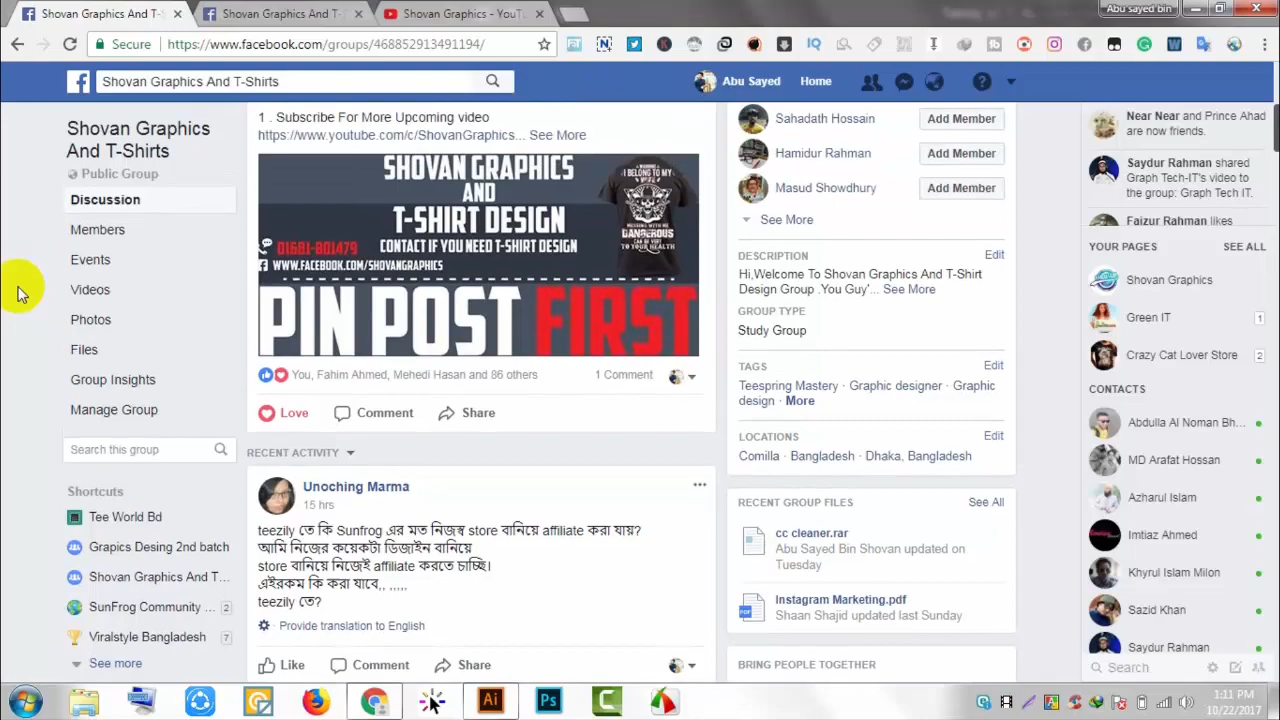 Shovan Graphics And T-S
Shovan Graphics And T-
Shovan Graphics - YouT
Abu sayed bin
Secure
https://www.facebook.com/groups/468852913491194/
Shovan Graphics And T-Shirts
Abu Sayed
Home
Shovan Graphics
And T-Shirts
Public Group
Discussion
Members
Events
Videos
Photos
Files
Group Insights
Manage Group
Search this group
Shortcuts
Tee World Bd
Grapics Desing 2nd batch
Shovan Graphics And T...
SunFrog Community ... 2
Viralstyle Bangladesh 7
See more
1 . Subscribe For More Upcoming video
https://www.youtube.com/c/ShovanGraphics... See More
SHOVAN GRAPHICS
AND
T-SHIRT DESIGN
CONTACT IF YOU NEED T-SHIRT DESIGN
01681-801479
WWW.FACEBOOK.COM/SHOVANGRAPHICS
I BELONG TO MY
DANGEROUS
PIN POST FIRST
You, Fahim Ahmed, Mehedi Hasan and 86 others
1 Comment
Love Comment Share
RECENT ACTIVITY
Unoching Marma
15 hrs
teezily তে কি Sunfrog এর মত নিজস্ব store বানিয়ে affiliate করা যায়?
আমি নিজের কয়েকটা ডিজাইন বানিয়ে
store বানিয়ে নিজেই affiliate করতে চাচ্ছি।
এইরকম কি করা যাবে,, ,,,,,
teezily তে?
Provide translation to English
Like Comment Share
Sahadath Hossain Add Member
Hamidur Rahman Add Member
Masud Showdhury Add Member
See More
DESCRIPTION Edit
Hi,Welcome To Shovan Graphics And T-Shirt
Design Group .You Guy'... See More
GROUP TYPE
Study Group
TAGS Edit
Teespring Mastery · Graphic designer · Graphic
design · More
LOCATIONS Edit
Comilla · Bangladesh · Dhaka, Bangladesh
RECENT GROUP FILES See All
cc cleaner.rar
Abu Sayed Bin Shovan updated on
Tuesday
Instagram Marketing.pdf
Shaan Shajid updated last Sunday
BRING PEOPLE TOGETHER
Near Near and Prince Ahad
are now friends.
Saydur Rahman shared
Graph Tech-IT's video to
the group: Graph Tech IT.
Faizur Rahman likes
YOUR PAGES SEE ALL
Shovan Graphics
Green IT 1
Crazy Cat Lover Store 2
CONTACTS
Abdulla Al Noman Bh...
MD Arafat Hossain
Azharul Islam
Imtiaz Ahmed
Khyrul Islam Milon
Sazid Khan
Saydur Rahman
Search
1:11 PM
10/22/2017